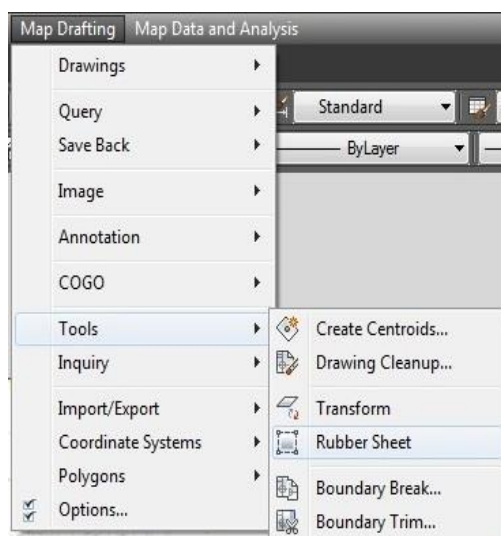 Map Drafting Map Data and Analysis
Drawings
Query
Standard
Save Back
ByLayer
Image
Annotation
COGO
Tools
Create Centroids...
Inquiry
Drawing Cleanup...
Import/Export
Transform
Coordinate Systems
Rubber Sheet
Polygons
Boundary Break...
Options...
Boundary Trim...